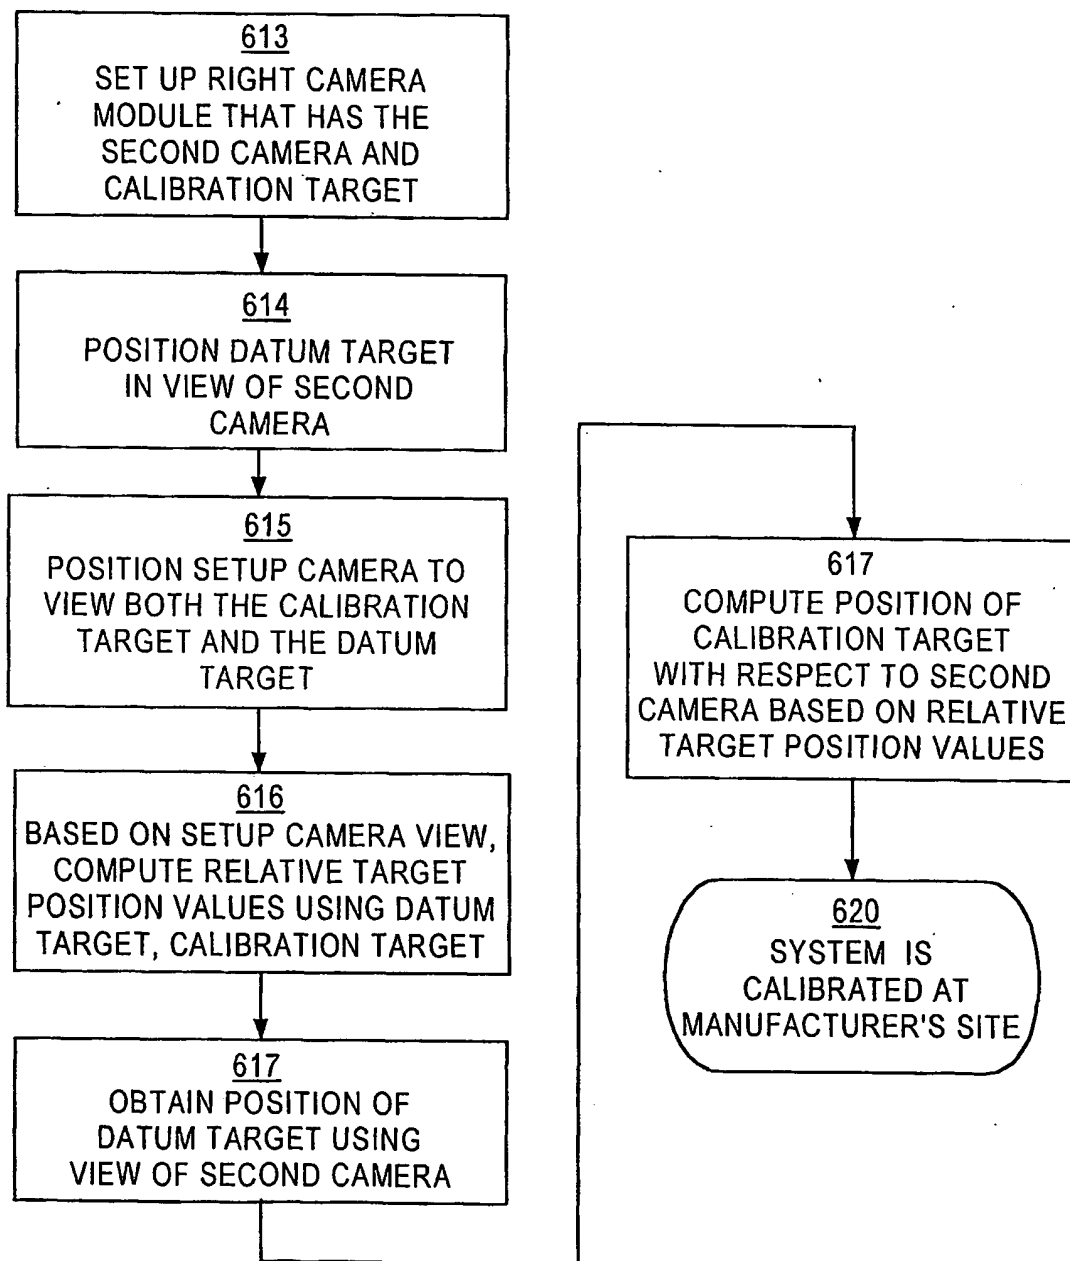 613
SET UP RIGHT CAMERA
MODULE THAT HAS THE
SECOND CAMERA AND
CALIBRATION TARGET
614
POSITION DATUM TARGET
IN VIEW OF SECOND
CAMERA
615
POSITION SETUP CAMERA TO
VIEW BOTH THE CALIBRATION
TARGET AND THE DATUM
TARGET
616
BASED ON SETUP CAMERA VIEW,
COMPUTE RELATIVE TARGET
POSITION VALUES USING DATUM
TARGET, CALIBRATION TARGET
617
OBTAIN POSITION OF
DATUM TARGET USING
VIEW OF SECOND CAMERA
617
COMPUTE POSITION OF
CALIBRATION TARGET
WITH RESPECT TO SECOND
CAMERA BASED ON RELATIVE
TARGET POSITION VALUES
620
SYSTEM IS
CALIBRATED AT
MANUFACTURER'S SITE